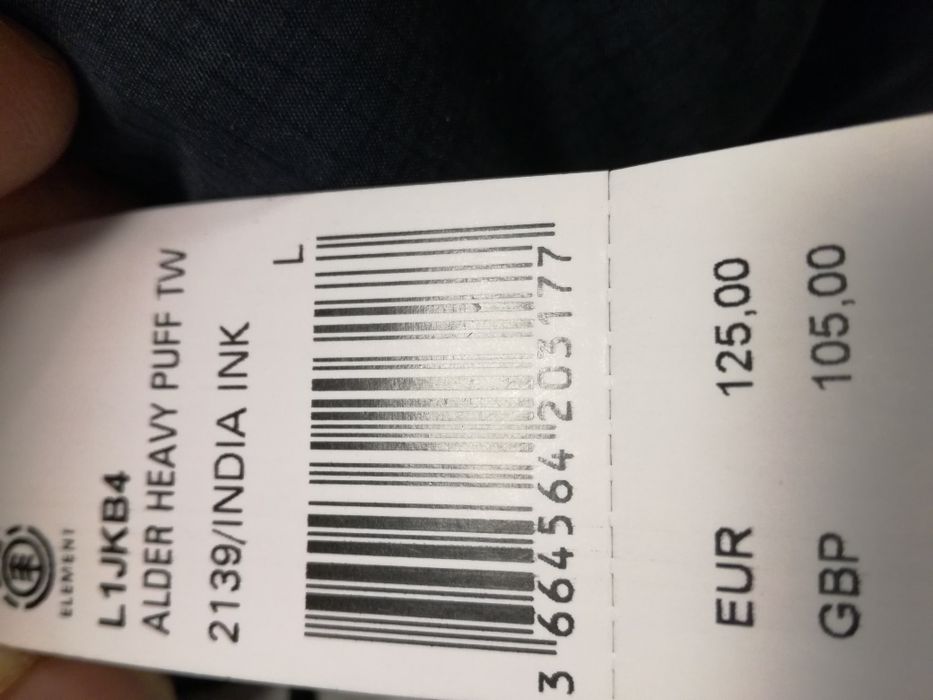 ELEMENT
L1JKB4
ALDER HEAVY PUFF TW
2139/INDIA INK
L
3 664564 203177
EUR 125,00
GBP 105,00